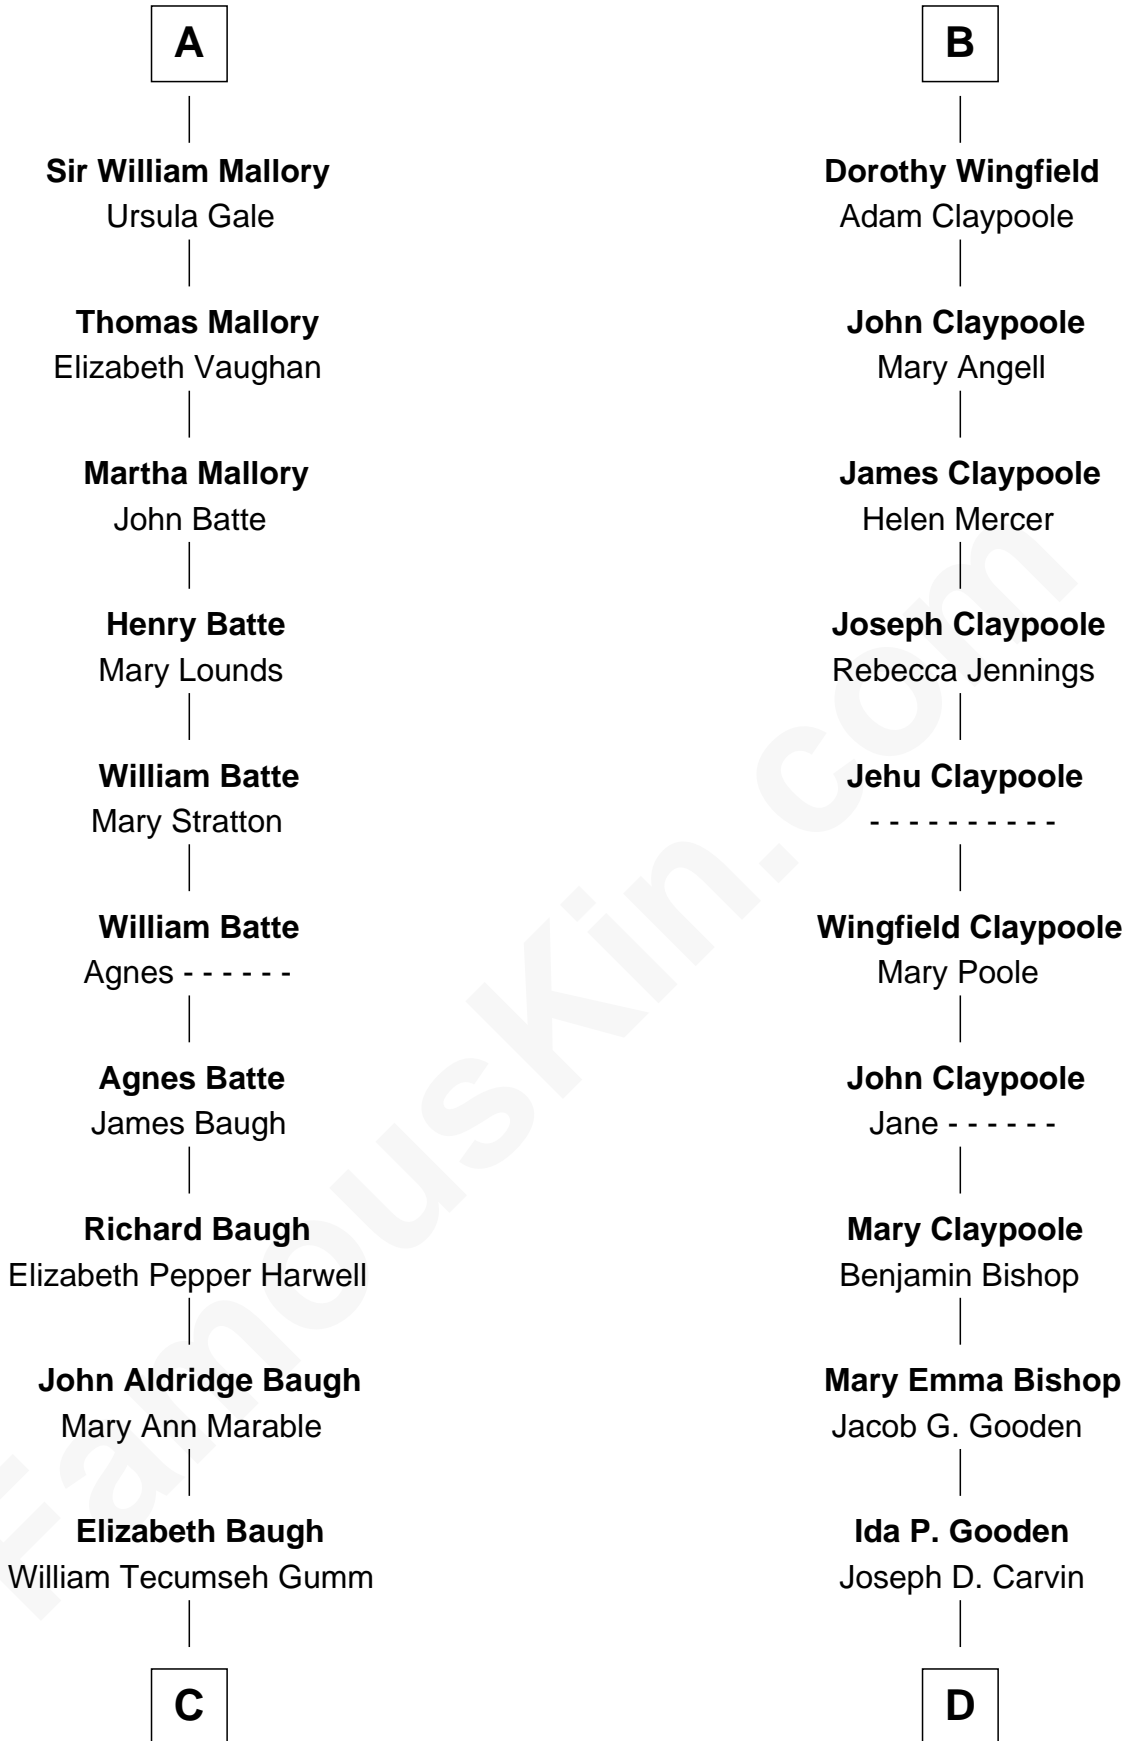 A
Sir William Mallory
Ursula Gale
Thomas Mallory
Elizabeth Vaughan
Martha Mallory
John Batte
Henry Batte
Mary Lounds
William Batte
Mary Stratton
William Batte
Agnes - - - - - -
Agnes Batte
James Baugh
Richard Baugh
Elizabeth Pepper Harwell
John Aldridge Baugh
Mary Ann Marable
Elizabeth Baugh
William Tecumseh Gumm
C
B
Dorothy Wingfield
Adam Claypoole
John Claypoole
Mary Angell
James Claypoole
Helen Mercer
Joseph Claypoole
Rebecca Jennings
Jehu Claypoole
- - - - - - - - - -
Wingfield Claypoole
Mary Poole
John Claypoole
Jane - - - - - -
Mary Claypoole
Benjamin Bishop
Mary Emma Bishop
Jacob G. Gooden
Ida P. Gooden
Joseph D. Carvin
D
FamousKin.com